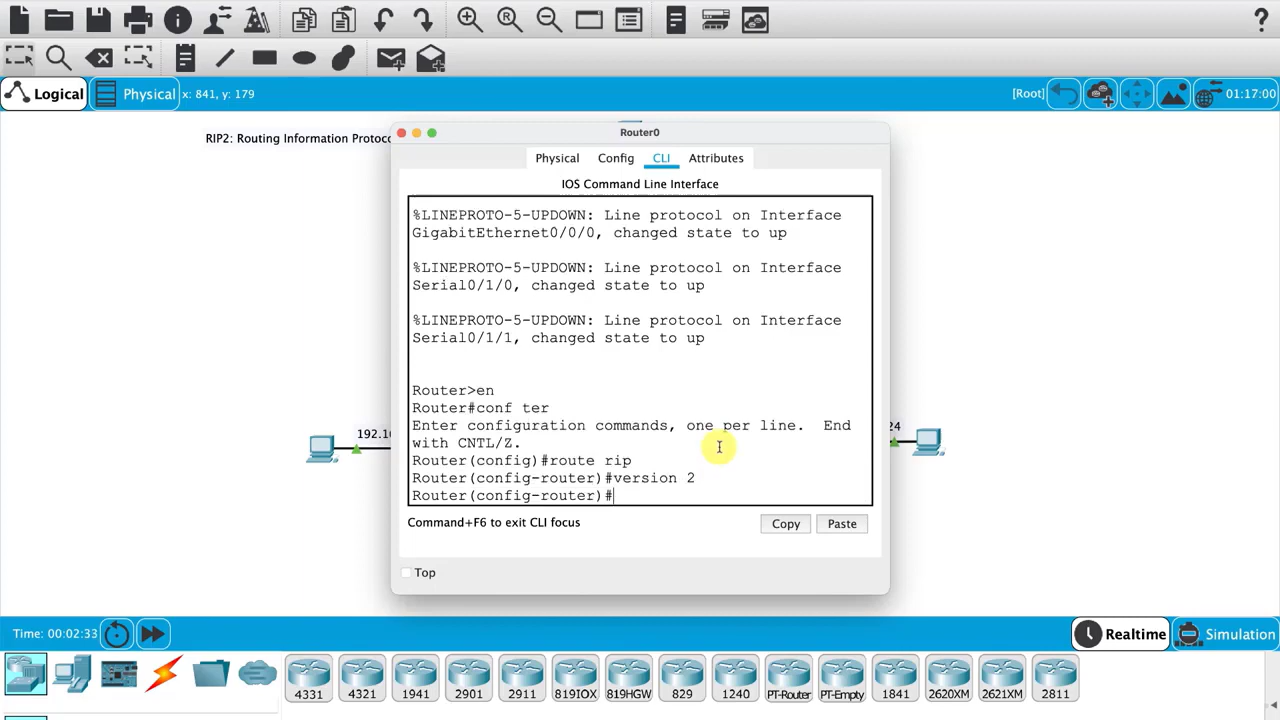 Logical
Physical
x: 841, y: 179
[Root]
01:17:00
RIP2: Routing Information Protoco
Router0
Physical
Config
CLI
Attributes
IOS Command Line Interface
%LINEPROTO-5-UPDOWN: Line protocol on Interface
GigabitEthernet0/0/0, changed state to up
%LINEPROTO-5-UPDOWN: Line protocol on Interface
Serial0/1/0, changed state to up
%LINEPROTO-5-UPDOWN: Line protocol on Interface
Serial0/1/1, changed state to up
Router>en
Router#conf ter
Enter configuration commands, one per line.  End
with CNTL/Z.
Router(config)#route rip
Router(config-router)#version 2
Router(config-router)#
192.16
24
Command+F6 to exit CLI focus
Copy
Paste
Top
Time: 00:02:33
Realtime
Simulation
4331
4321
1941
2901
2911
819IOX
819HGW
829
1240
PT-Router
PT-Empty
1841
2620XM
2621XM
2811